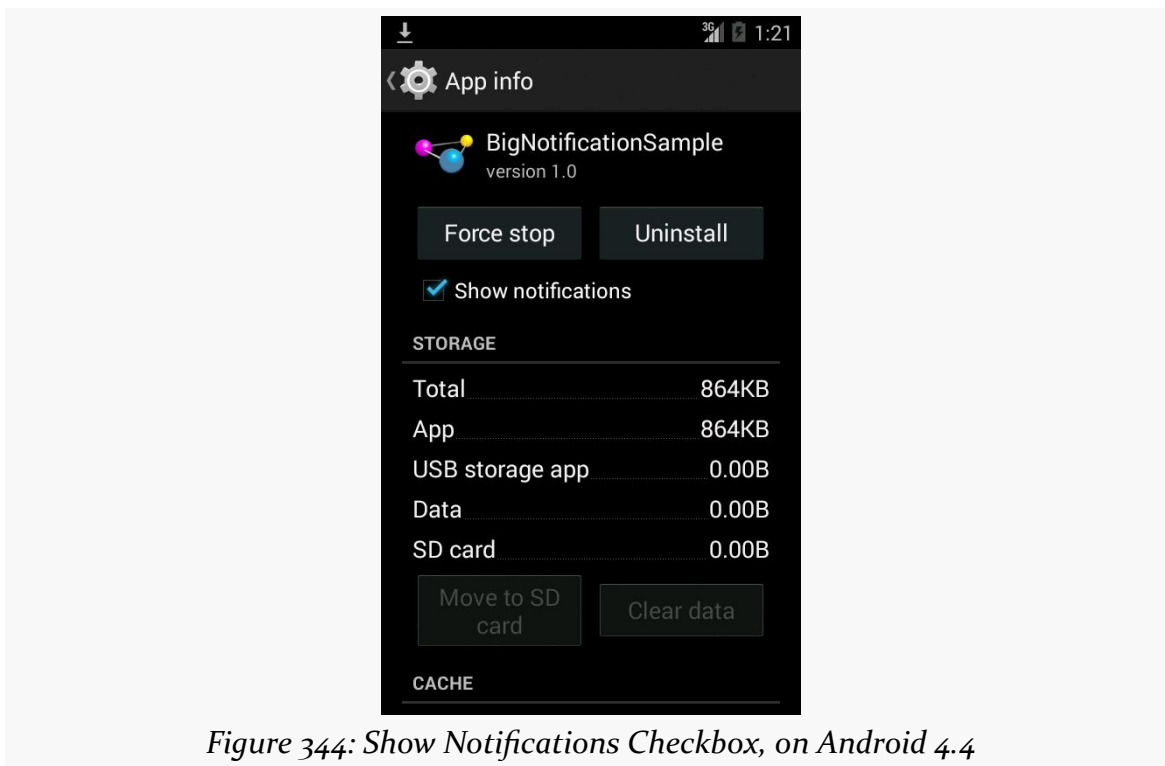 3G 1:21
App info
BigNotificationSample
version 1.0
Force stop Uninstall
Show notifications
STORAGE
Total 864KB
App 864KB
USB storage app 0.00B
Data 0.00B
SD card 0.00B
Move to SD
card
Clear data
CACHE
Figure 344: Show Notifications Checkbox, on Android 4.4